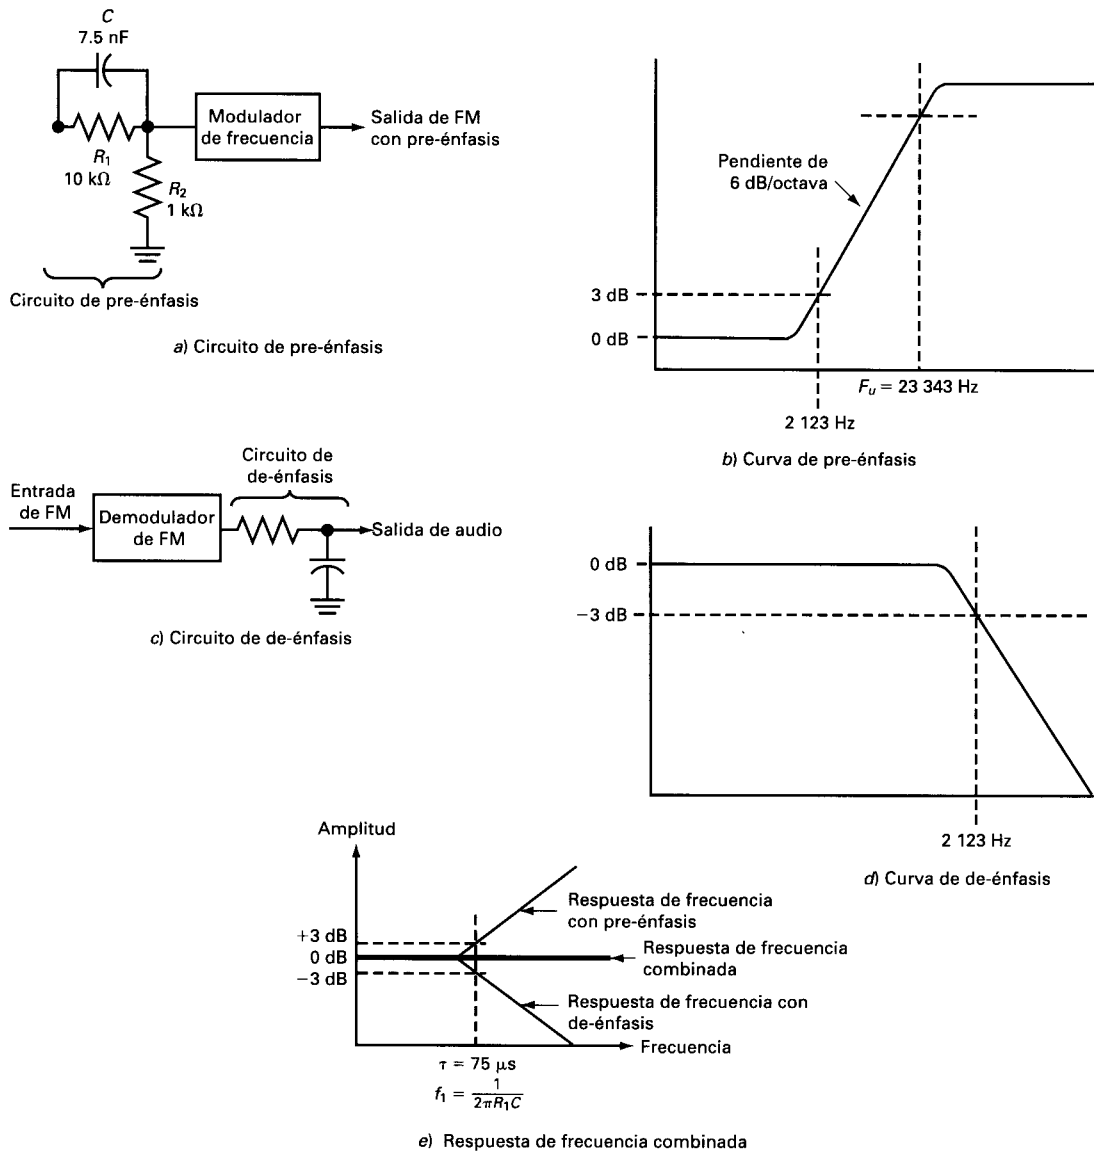 C
7.5 nF
R₁
10 kΩ
R₂
1 kΩ
Modulador
de frecuencia
Salida de FM
con pre-énfasis
Circuito de pre-énfasis
a) Circuito de pre-énfasis
Pendiente de
6 dB/octava
3 dB
0 dB
Fᵤ = 23 343 Hz
2 123 Hz
b) Curva de pre-énfasis
Entrada
de FM
Demodulador
de FM
Circuito de
de-énfasis
Salida de audio
c) Circuito de de-énfasis
0 dB
−3 dB
2 123 Hz
d) Curva de de-énfasis
Amplitud
+3 dB
0 dB
−3 dB
Respuesta de frecuencia
con pre-énfasis
Respuesta de frecuencia
combinada
Respuesta de frecuencia con
de-énfasis
Frecuencia
τ = 75 μs
f₁ = 1 / 2πR₁C
e) Respuesta de frecuencia combinada